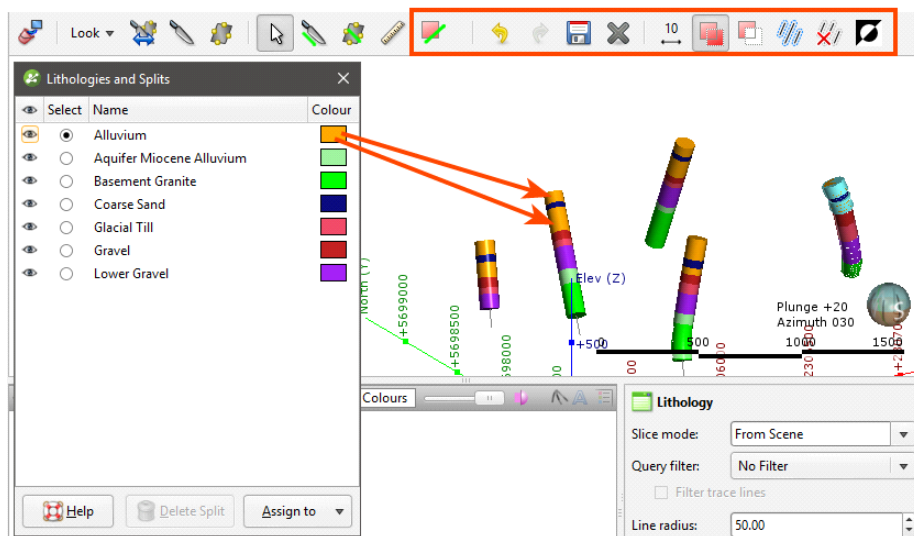 Look
10
Lithologies and Splits
Select Name Colour
Alluvium
Aquifer Miocene Alluvium
Basement Granite
Coarse Sand
Glacial Till
Gravel
Lower Gravel
Help
Delete Split
Assign to
North (Y)
+5699000
+5698500
Elev (Z)
+500
Plunge +20
Azimuth 030
0
500
1000
1500
Colours
Lithology
Slice mode: From Scene
Query filter: No Filter
Filter trace lines
Line radius: 50.00